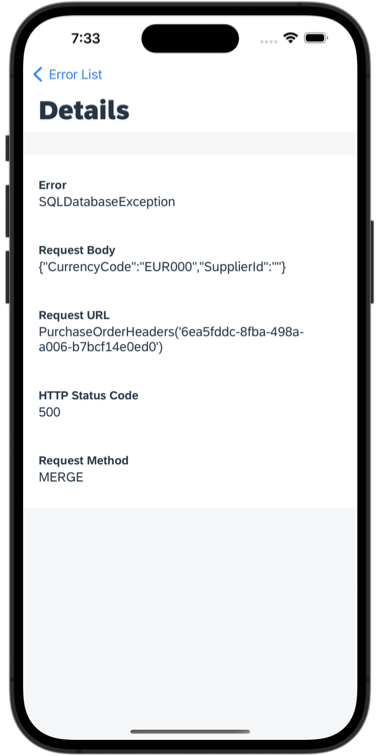 7:33
Error List
Details
Error
SQLDatabaseException
Request Body
{"CurrencyCode":"EUR000","SupplierId":""}
Request URL
PurchaseOrderHeaders('6ea5fddc-8fba-498a-
a006-b7bcf14e0ed0')
HTTP Status Code
500
Request Method
MERGE